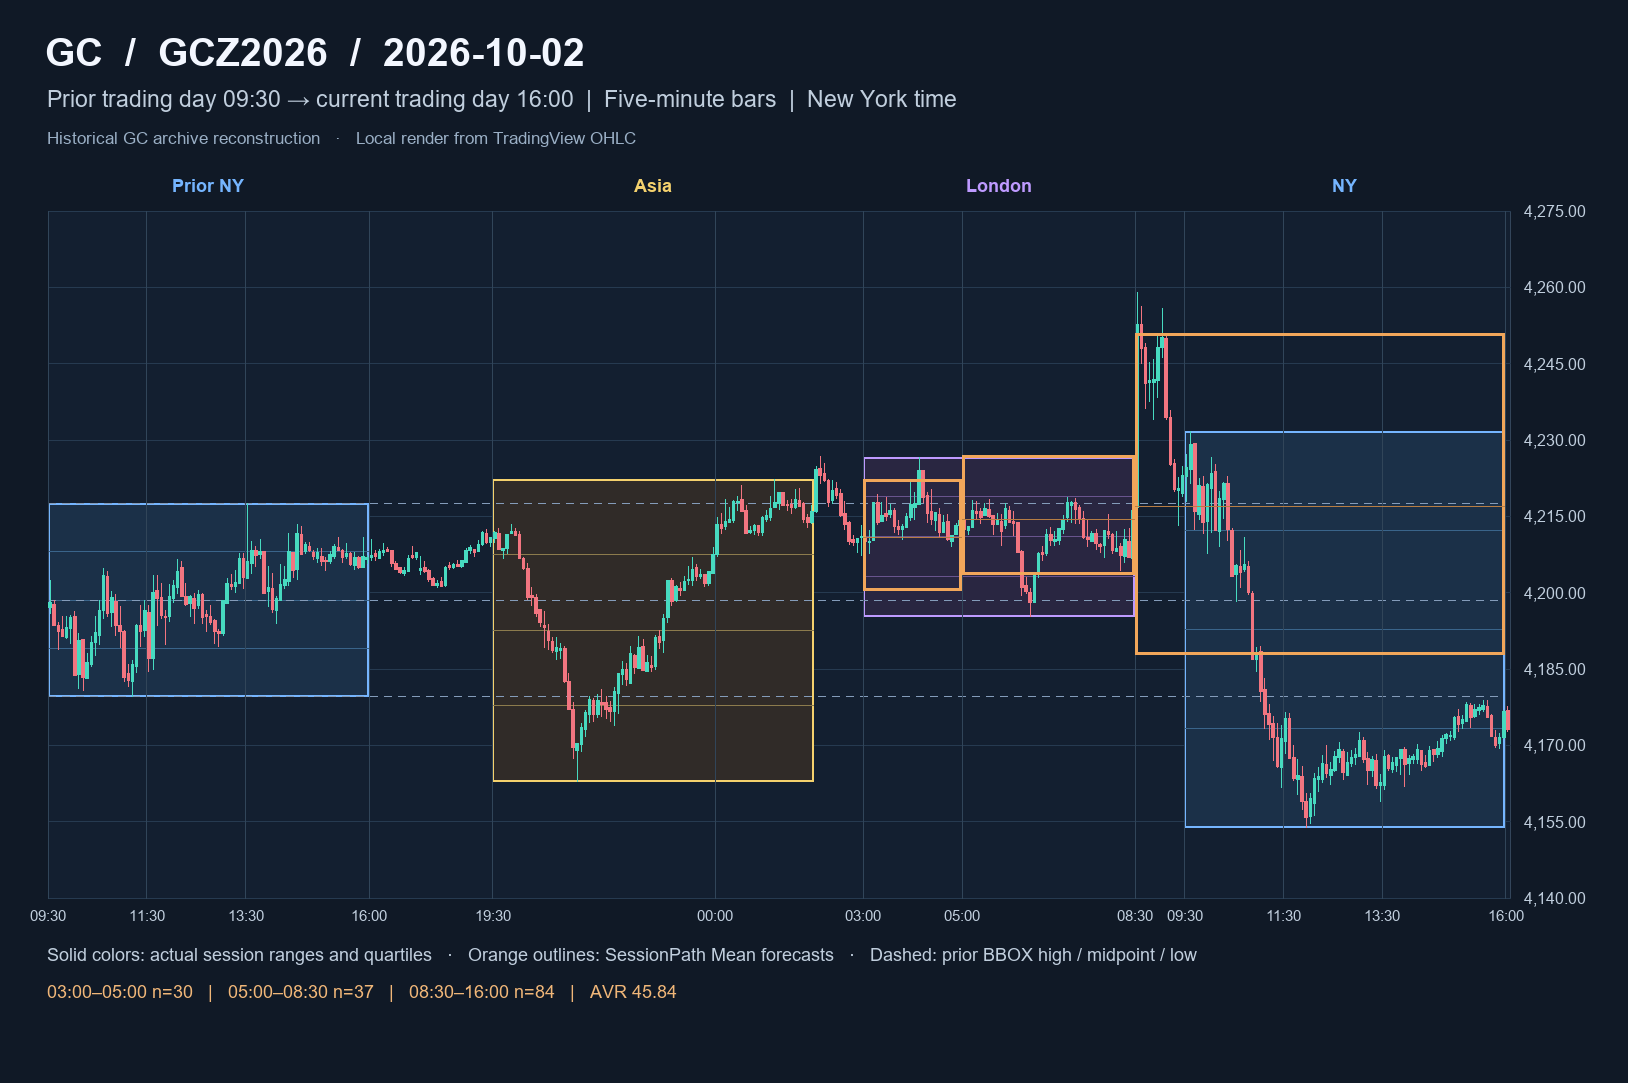 GC / GCZ2026 / 2026-10-02
Prior trading day 09:30 → current trading day 16:00 | Five-minute bars | New York time
Historical GC archive reconstruction · Local render from TradingView OHLC
Prior NY Asia London NY
4,275.00
4,260.00
4,245.00
4,230.00
4,215.00
4,200.00
4,185.00
4,170.00
4,155.00
4,140.00
09:30 11:30 13:30 16:00 19:30 00:00 03:00 05:00 08:30 09:30 11:30 13:30 16:00
Solid colors: actual session ranges and quartiles · Orange outlines: SessionPath Mean forecasts · Dashed: prior BBOX high / midpoint / low
03:00–05:00 n=30 | 05:00–08:30 n=37 | 08:30–16:00 n=84 | AVR 45.84